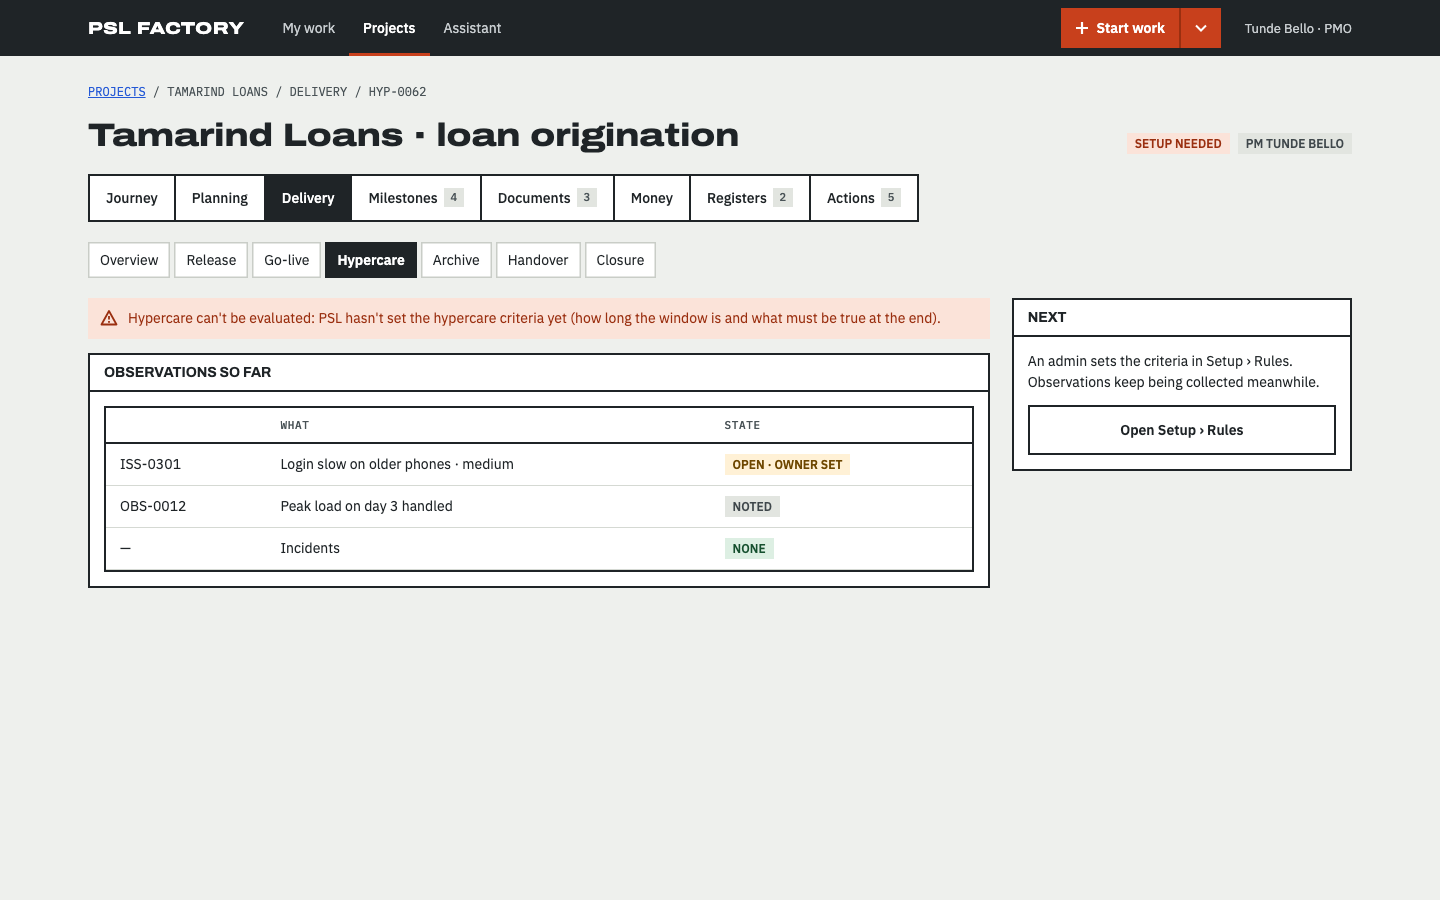 PSL FACTORY
My work
Projects
Assistant
Start work
Tunde Bello · PMO
PROJECTS / TAMARIND LOANS / DELIVERY / HYP-0062
Tamarind Loans · loan origination
SETUP NEEDED
PM TUNDE BELLO
Journey
Planning
Delivery
Milestones 4
Documents 3
Money
Registers 2
Actions 5
Overview
Release
Go-live
Hypercare
Archive
Handover
Closure
Hypercare can't be evaluated: PSL hasn't set the hypercare criteria yet (how long the window is and what must be true at the end).
OBSERVATIONS SO FAR
WHAT STATE
ISS-0301 Login slow on older phones · medium OPEN · OWNER SET
OBS-0012 Peak load on day 3 handled NOTED
— Incidents NONE
NEXT
An admin sets the criteria in Setup › Rules.
Observations keep being collected meanwhile.
Open Setup › Rules